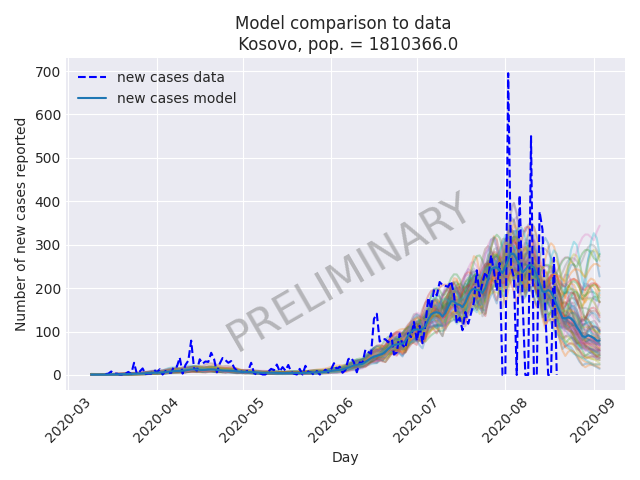 Model comparison to data
Kosovo, pop. = 1810366.0
new cases data
new cases model
Number of new cases reported
700
600
500
400
300
200
100
0
PRELIMINARY
2020-03
2020-04
2020-05
2020-06
2020-07
2020-08
2020-09
Day